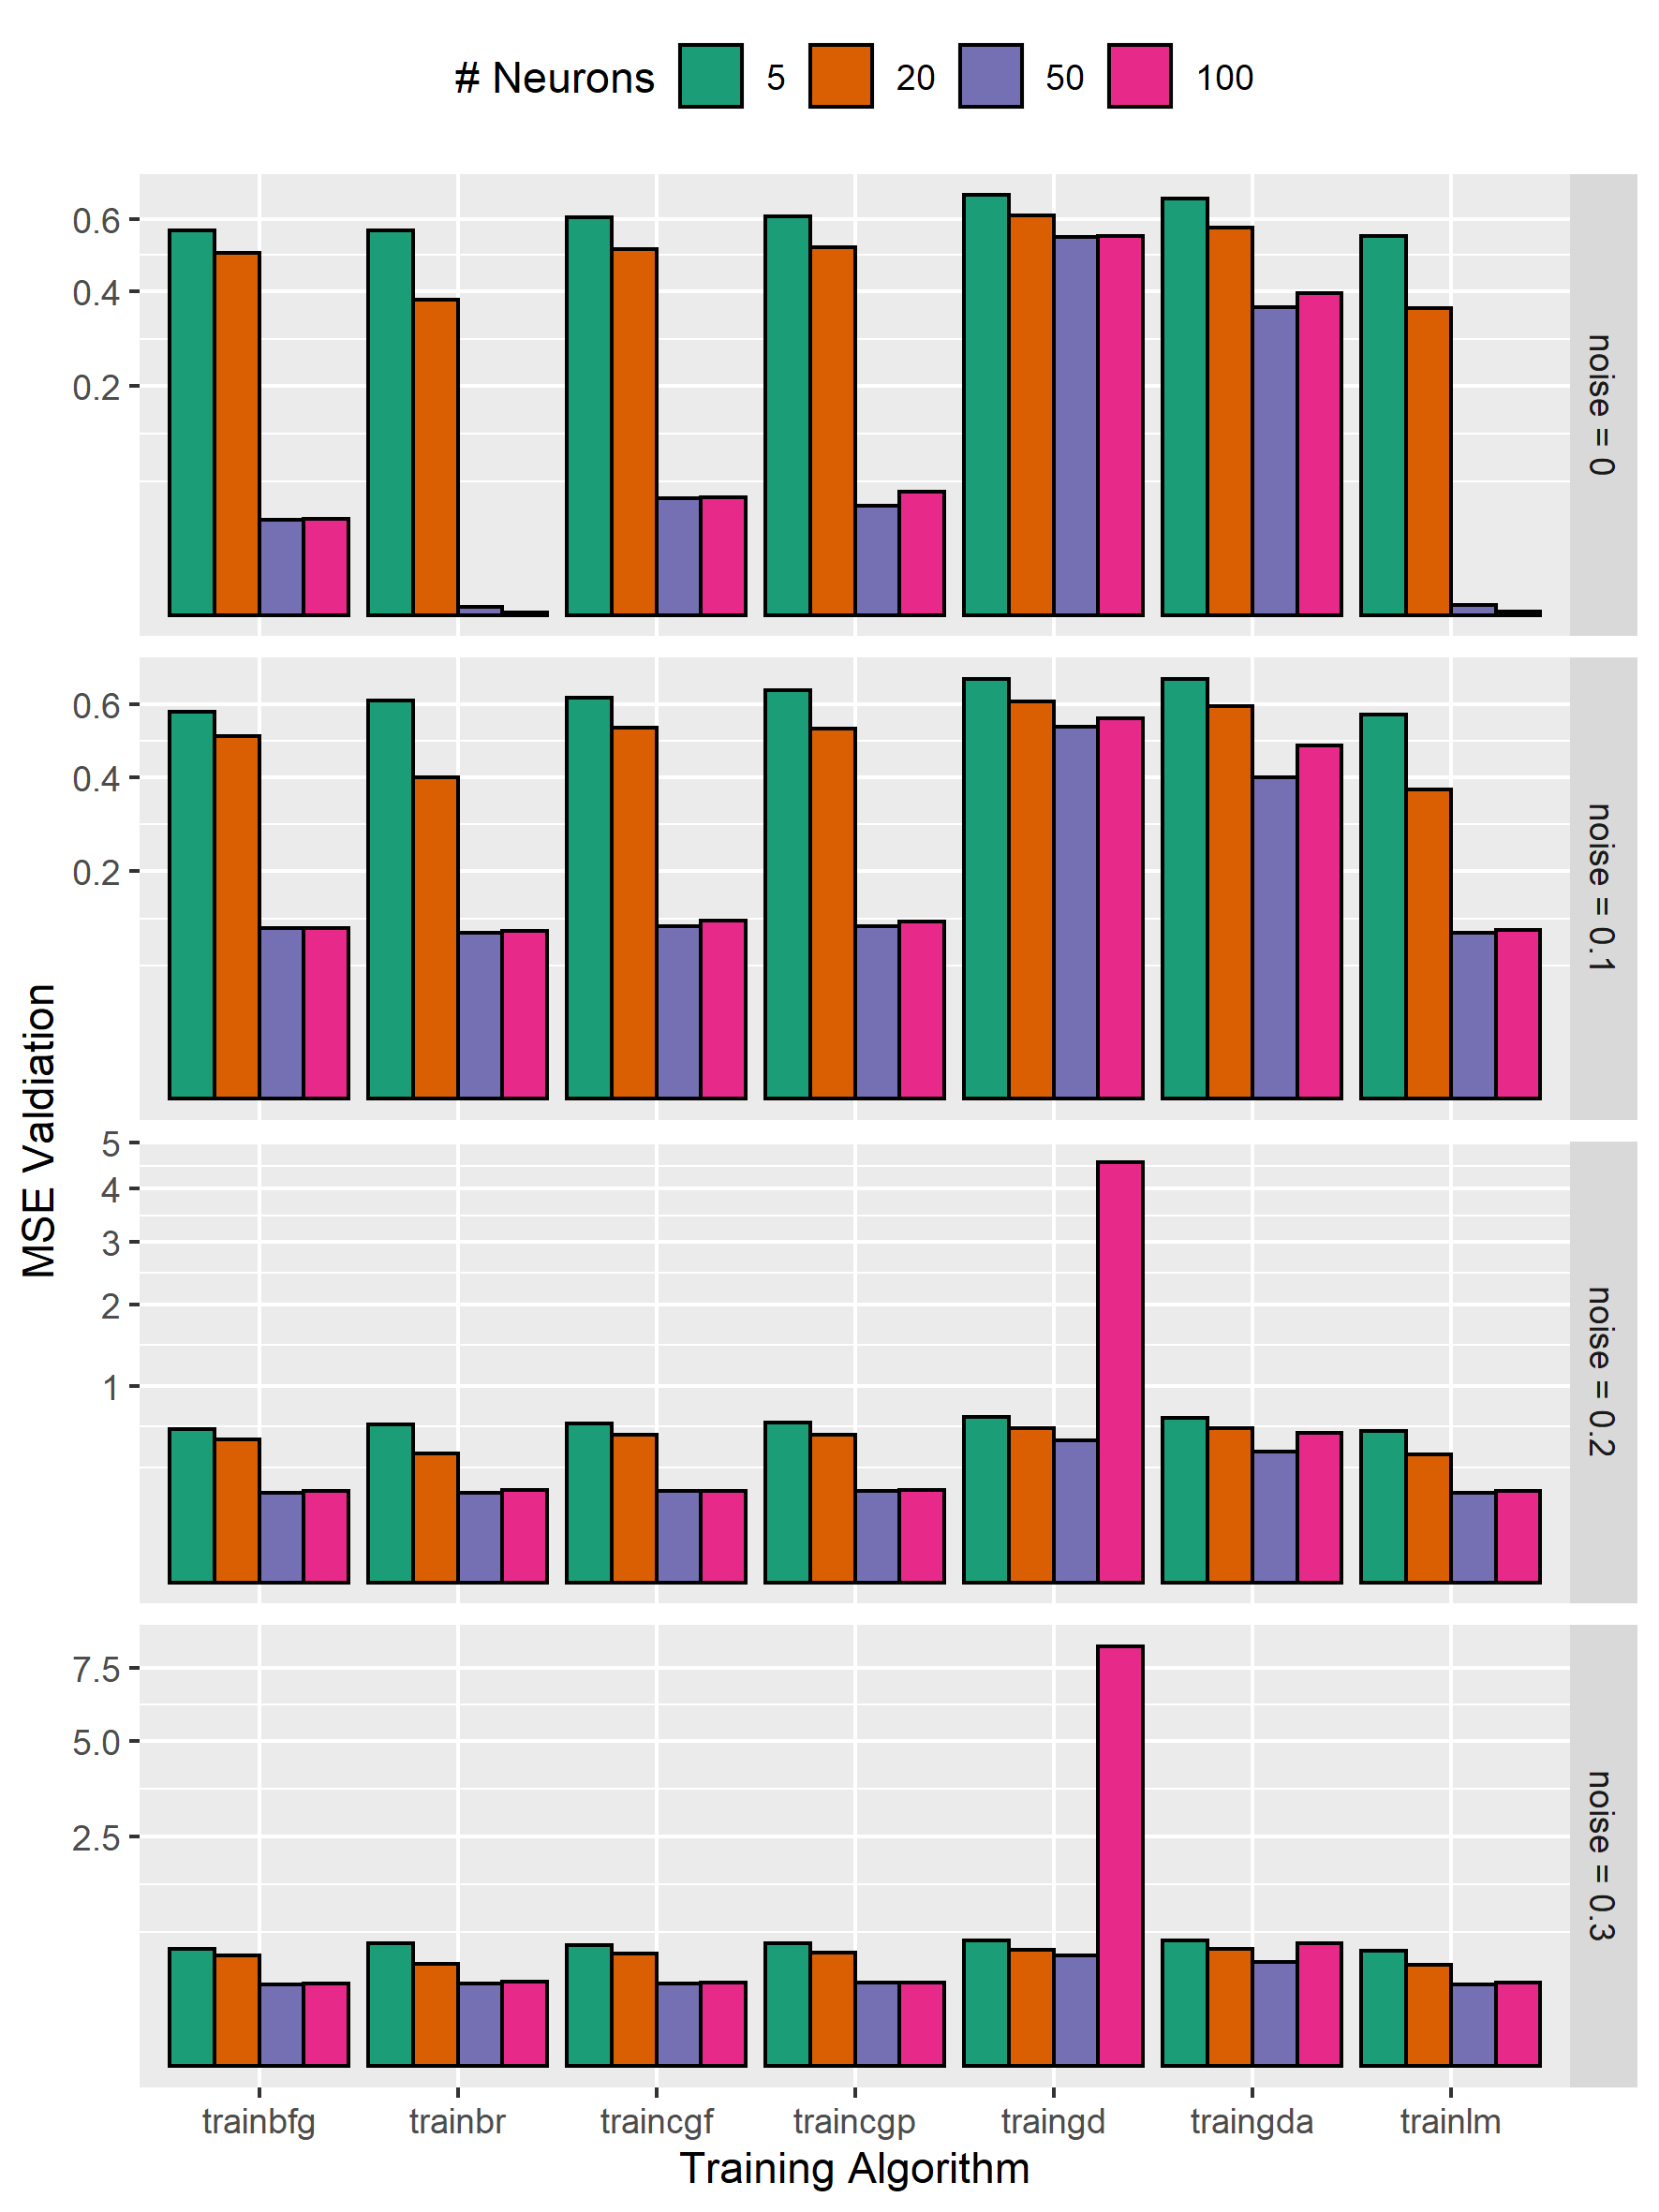 # Neurons 5 20 50 100
0.6
0.4
0.2
noise = 0
0.6
0.4
0.2
noise = 0.1
MSE Valdiation
5
4
3
2
1
noise = 0.2
7.5
5.0
2.5
noise = 0.3
trainbfg trainbr traincgf traincgp traingd traingda trainlm
Training Algorithm